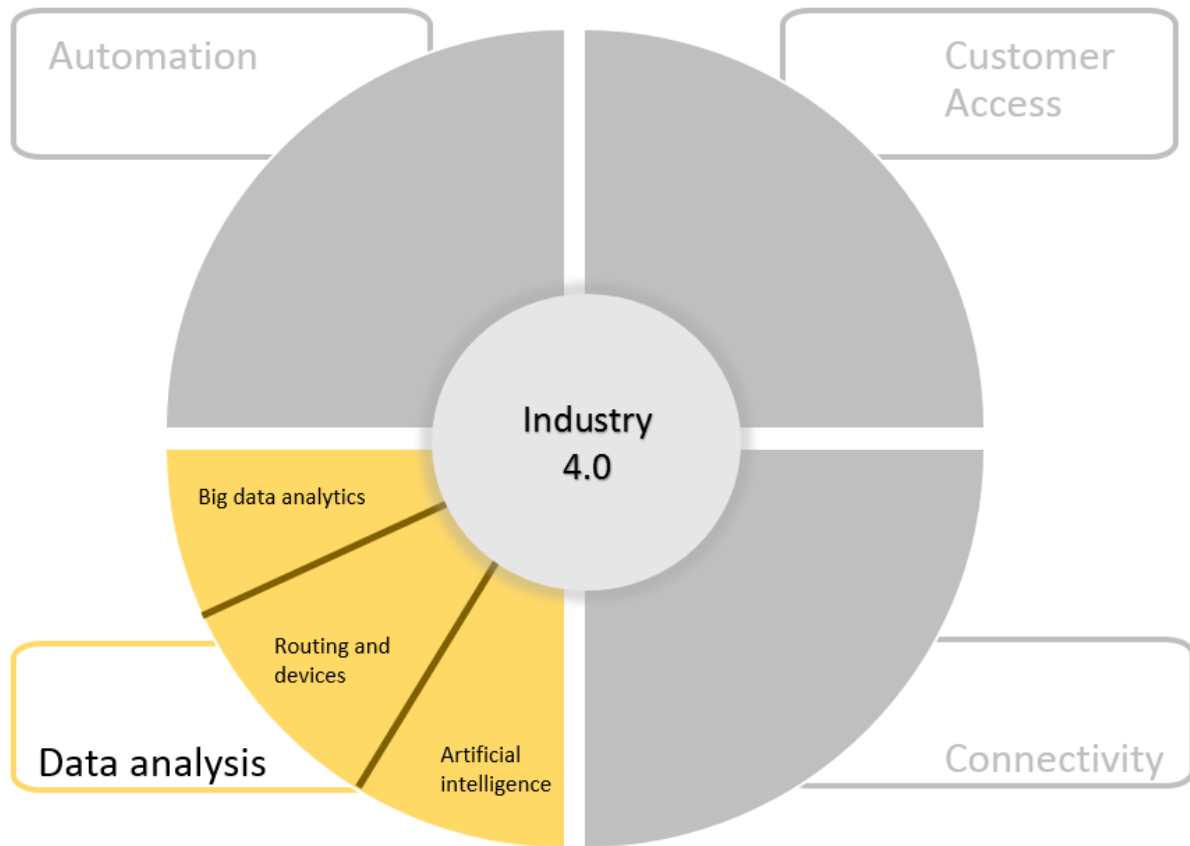 Automation
Customer
Access
Industry
4.0
Big data analytics
Routing and
devices
Artificial
intelligence
Data analysis
Connectivity